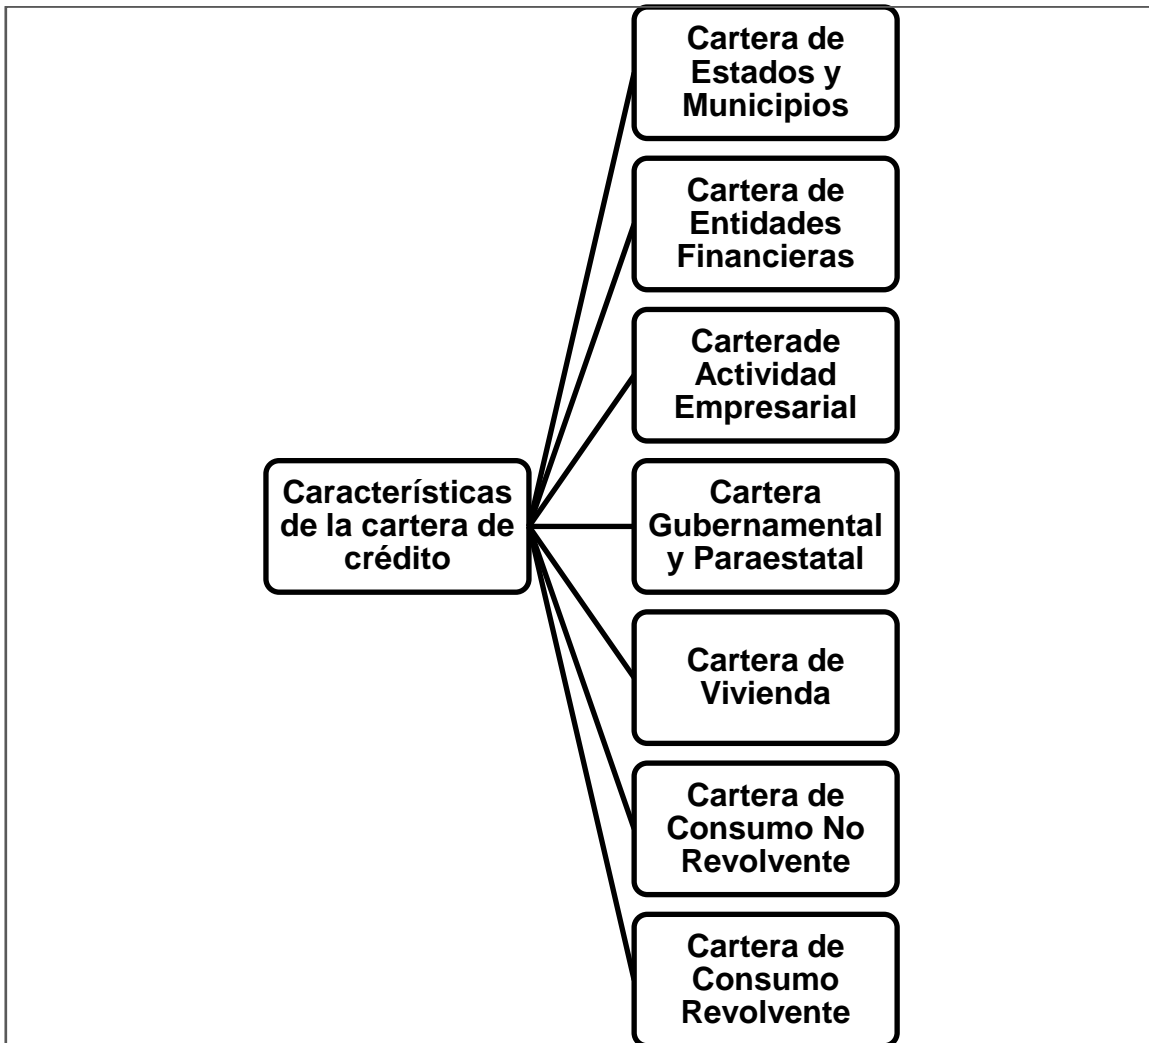 Cartera de
Estados y
Municipios
Cartera de
Entidades
Financieras
Carterade
Actividad
Empresarial
Caracterísíticas
de la cartera de
crédito
Cartera
Gubernamental
y Paraestatal
Cartera de
Vivienda
Cartera de
Consumo No
Revolvente
Cartera de
Consumo
Revolvente